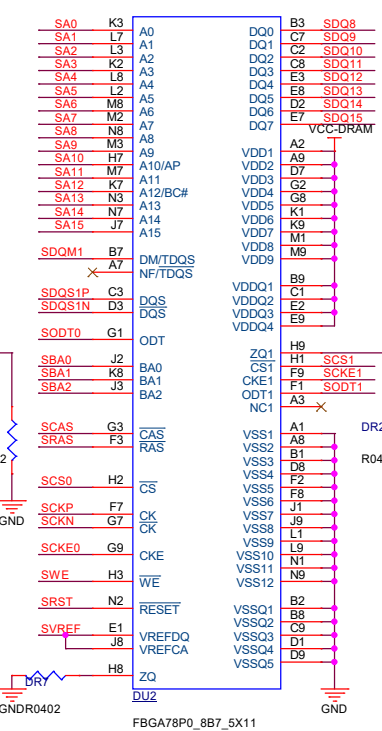 SA0 K3 A0 DQ0 B3 SDQ8
SA1 L7 A1 DQ1 C7 SDQ9
SA2 L3 A2 DQ2 C2 SDQ10
SA3 K2 A3 DQ3 C8 SDQ11
SA4 L8 A4 DQ4 E3 SDQ12
SA5 L2 A5 DQ5 E8 SDQ13
SA6 M8 A6 DQ6 D2 SDQ14
SA7 M2 A7 DQ7 E7 SDQ15
SA8 N8 A8 VCC-DRAM
SA9 M3 A9 VDD1 A2
SA10 H7 A10/AP VDD2 A9
SA11 M7 A11 VDD3 D7
SA12 K7 A12/BC# VDD4 G2
SA13 N3 A13 VDD5 G8
SA14 N7 A14 VDD6 K1
SA15 J7 A15 VDD7 K9
VDD8 M1
SDQM1 B7 DM/TDQS VDD9 M9
A7 NF/TDQS
VDDQ1 B9
SDQS1P C3 DQS VDDQ2 C1
SDQS1N D3 DQS VDDQ3 E2
VDDQ4 E9
SODT0 G1 ODT
ZQ1 H9
SBA0 J2 BA0 CS1 H1 SCS1
SBA1 K8 BA1 CKE1 F9 SCKE1
SBA2 J3 BA2 ODT1 F1 SODT1
NC1 A3
SCAS G3 CAS VSS1 A1 DR2
SRAS F3 RAS VSS2 A8
VSS3 B1
2 R04
VSS4 D8
SCS0 H2 CS VSS5 F2
VSS6 F8
SCKP F7 CK VSS7 J1
SCKN G7 CK VSS8 J9
GND
VSS9 L1
SCKE0 G9 CKE VSS10 L9
VSS11 N1
SWE H3 WE VSS12 N9
SRST N2 RESET VSSQ1 B2
VSSQ2 B8
SVREF E1 VREFDQ VSSQ3 C9
J8 VREFCA VSSQ4 D1
VSSQ5 D9
H8 ZQ
DR7
DU2
GNDR0402 GND
FBGA78P0_8B7_5X11